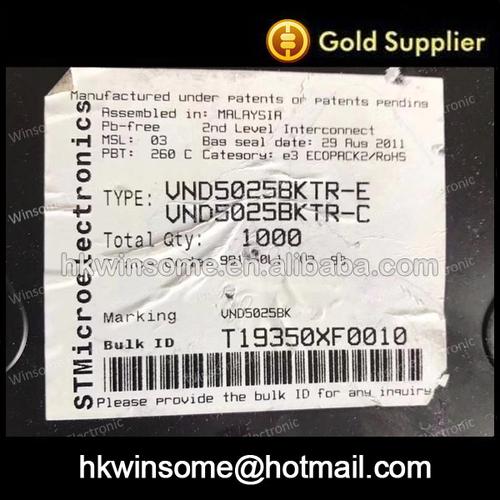 Gold Supplier
Manufactured under patents or patents pending
Assembled in: MALAYSIA
Pb-free 2nd Level Interconnect
MSL: 03 Bag seal date: 29 Aug 2011
PBT: 260 C Category: e3 ECOPACK2/RoHS
STMicroelectronics
TYPE: VND5025BKTR-E
VND5025BKTR-C
Total Qty: 1000
hkwinsome.en.alibaba.com
Marking VND5025BK
Bulk ID T19350XF0010
Please provide the bulk ID for any inquiry
Winsome Electronic
hkwinsome@hotmail.com